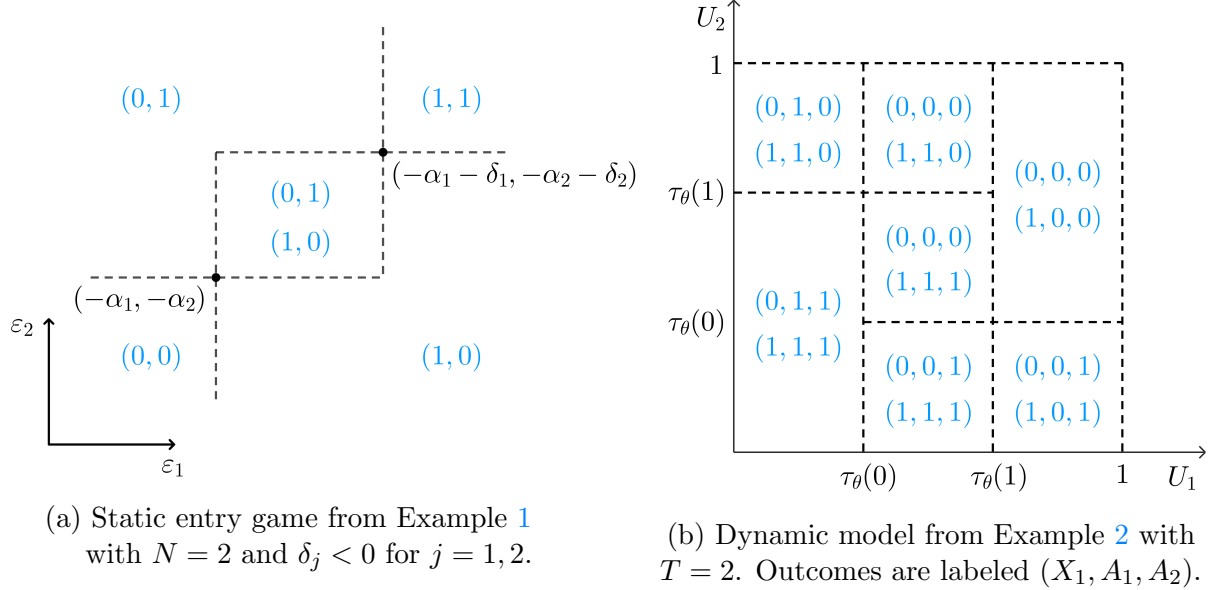 (0, 1)
(1, 1)
(−α₁ − δ₁, −α₂ − δ₂)
(0, 1)
(1, 0)
(−α₁, −α₂)
ε₂
(0, 0)
(1, 0)
ε₁
(a) Static entry game from Example 1
with N = 2 and δⱼ < 0 for j = 1, 2.
U₂
1
(0, 1, 0)
(1, 1, 0)
(0, 0, 0)
(1, 1, 0)
(0, 0, 0)
(1, 0, 0)
τ_θ(1)
(0, 0, 0)
(1, 1, 1)
(0, 1, 1)
(1, 1, 1)
τ_θ(0)
(0, 0, 1)
(1, 1, 1)
(0, 0, 1)
(1, 0, 1)
τ_θ(0)
τ_θ(1)
1
U₁
(b) Dynamic model from Example 2 with
T = 2. Outcomes are labeled (X₁, A₁, A₂).